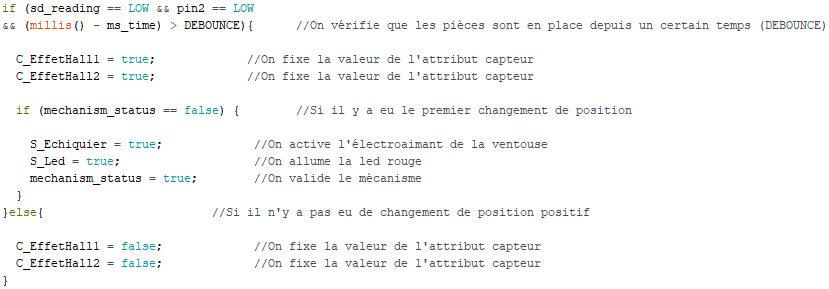 if (sd_reading == LOW && pin2 == LOW
&& (millis() - ms_time) > DEBOUNCE){ //On vérifie que les pièces sont en place depuis un certain temps (DEBOUNCE)
C_EffetHall1 = true; //On fixe la valeur de l'attribut capteur
C_EffetHall2 = true; //On fixe la valeur de l'attribut capteur
if (mechanism_status == false) { //Si il y a eu le premier changement de position
S_Echiquier = true; //On active l'électroaimant de la ventouse
S_Led = true; //On allume la led rouge
mechanism_status = true; //On valide le mécanisme
}
}else{ //Si il n'y a pas eu de changement de position positif
C_EffetHall1 = false; //On fixe la valeur de l'attribut capteur
C_EffetHall2 = false; //On fixe la valeur de l'attribut capteur
}